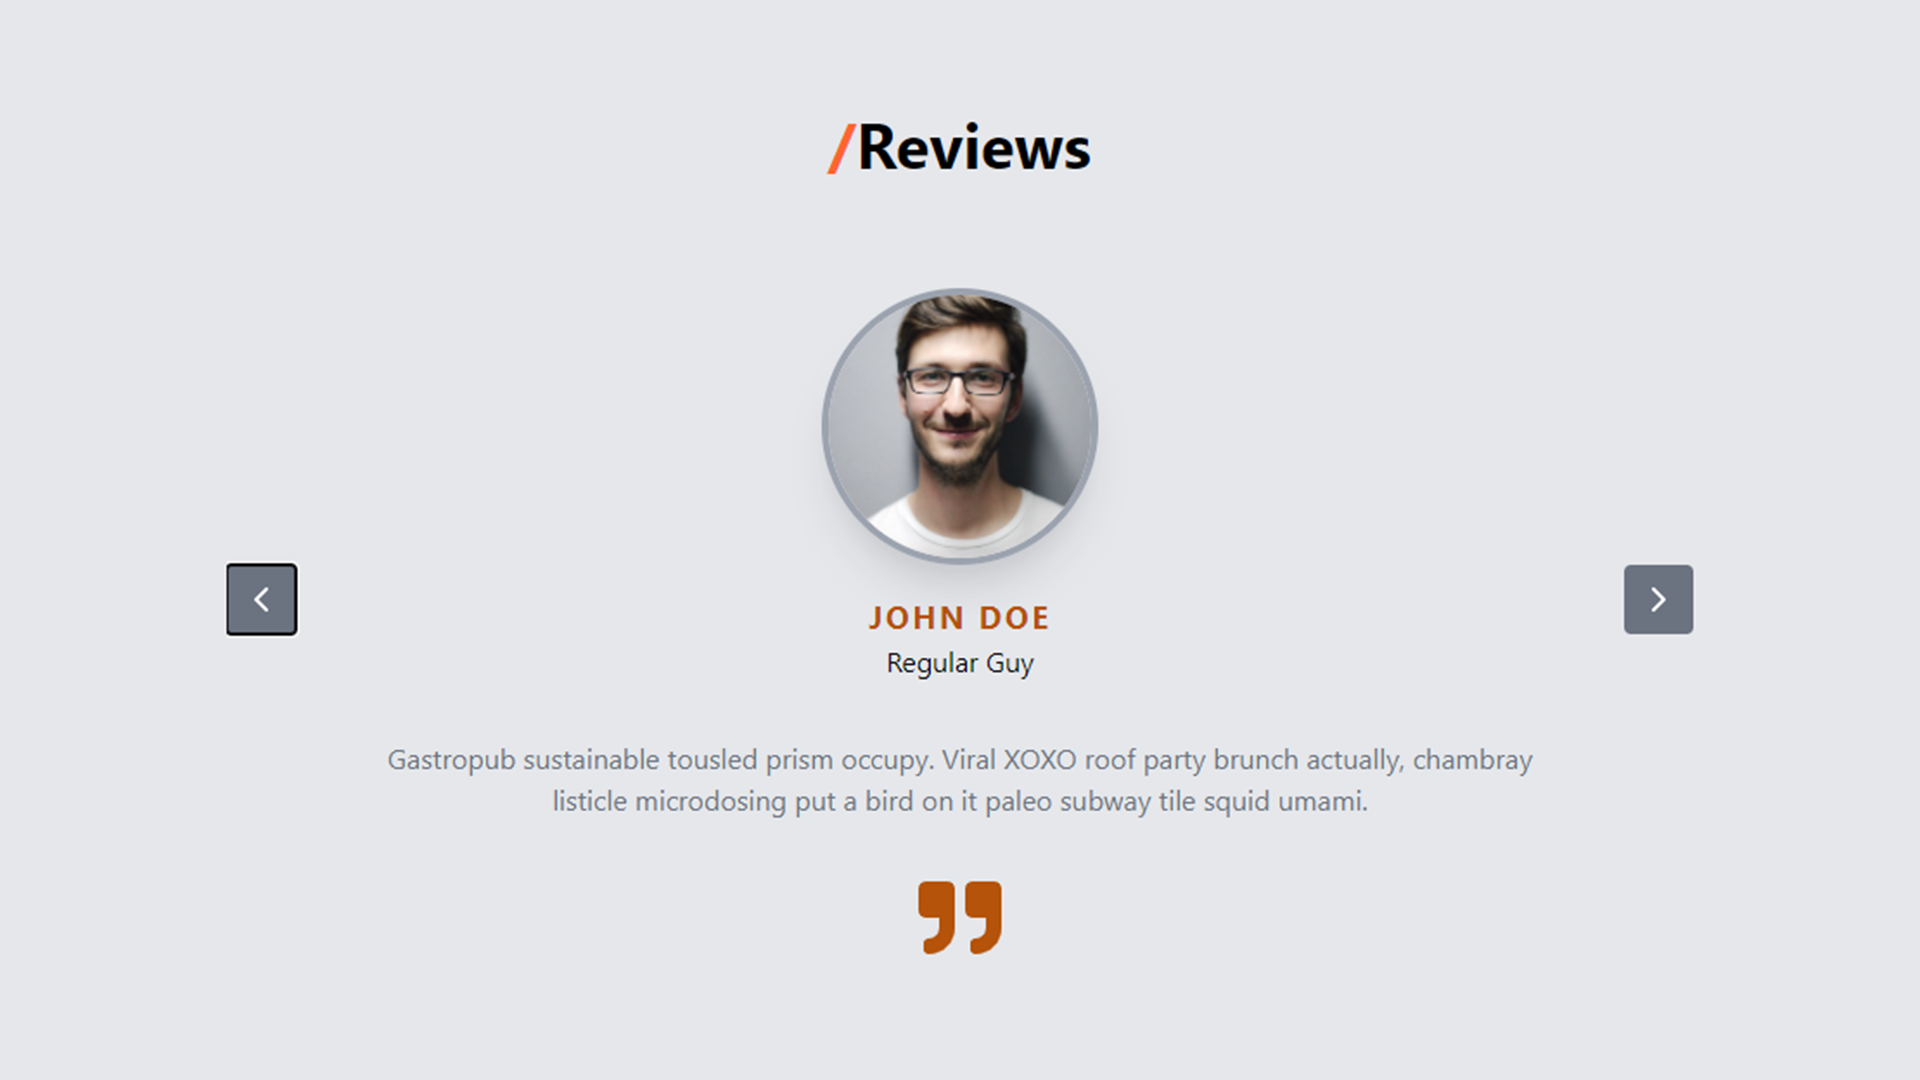 /Reviews
JOHN DOE
Regular Guy
Gastropub sustainable tousled prism occupy. Viral XOXO roof party brunch actually, chambray
listicle microdosing put a bird on it paleo subway tile squid umami.
”